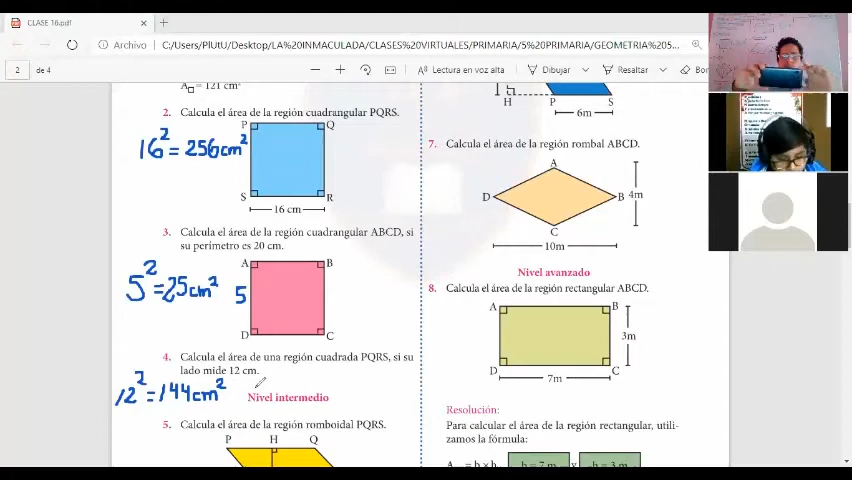 CLASE 16.pdf
Archivo
C:/Users/PlUtU/Desktop/LA%20INMACULADA/CLASES%20VIRTUALES/PRIMARIA/5%20PRIMARIA/GEOMETRIA%205...
2
de 4
Lectura en voz alta
Dibujar
Resaltar
A□ = 121 cm²
2. Calcula el área de la región cuadrangular PQRS.
P
Q
16² = 256cm²
S
R
16 cm
3. Calcula el área de la región cuadrangular ABCD, si
su perímetro es 20 cm.
A
B
5² = 25cm²
5
D
C
4. Calcula el área de una región cuadrada PQRS, si su
lado mide 12 cm.
12² = 144cm²
Nivel intermedio
5. Calcula el área de la región romboidal PQRS.
P
H
Q
H
P
S
6m
7. Calcula el área de la región rombal ABCD.
A
D
B
4m
C
10m
Nivel avanzado
8. Calcula el área de la región rectangular ABCD.
A
B
3m
D
C
7m
Resolución:
Para calcular el área de la región rectangular, utili-
zamos la fórmula:
b = 7 m
y
h = 3 m